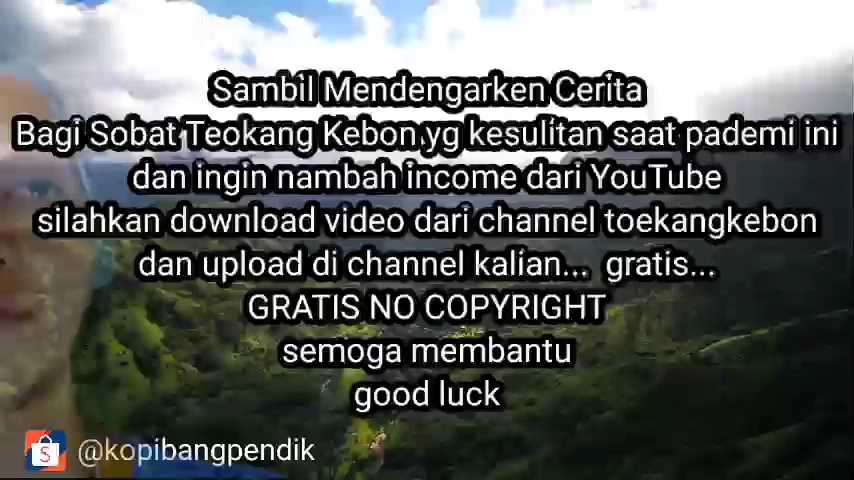 Sambil Mendengarken Cerita
Bagi Sobat Teokang Kebon yg kesulitan saat pademi ini
dan ingin nambah income dari YouTube
silahkan download video dari channel toekangkebon
dan upload di channel kalian... gratis...
GRATIS NO COPYRIGHT
semoga membantu
good luck
S @kopibangpendik